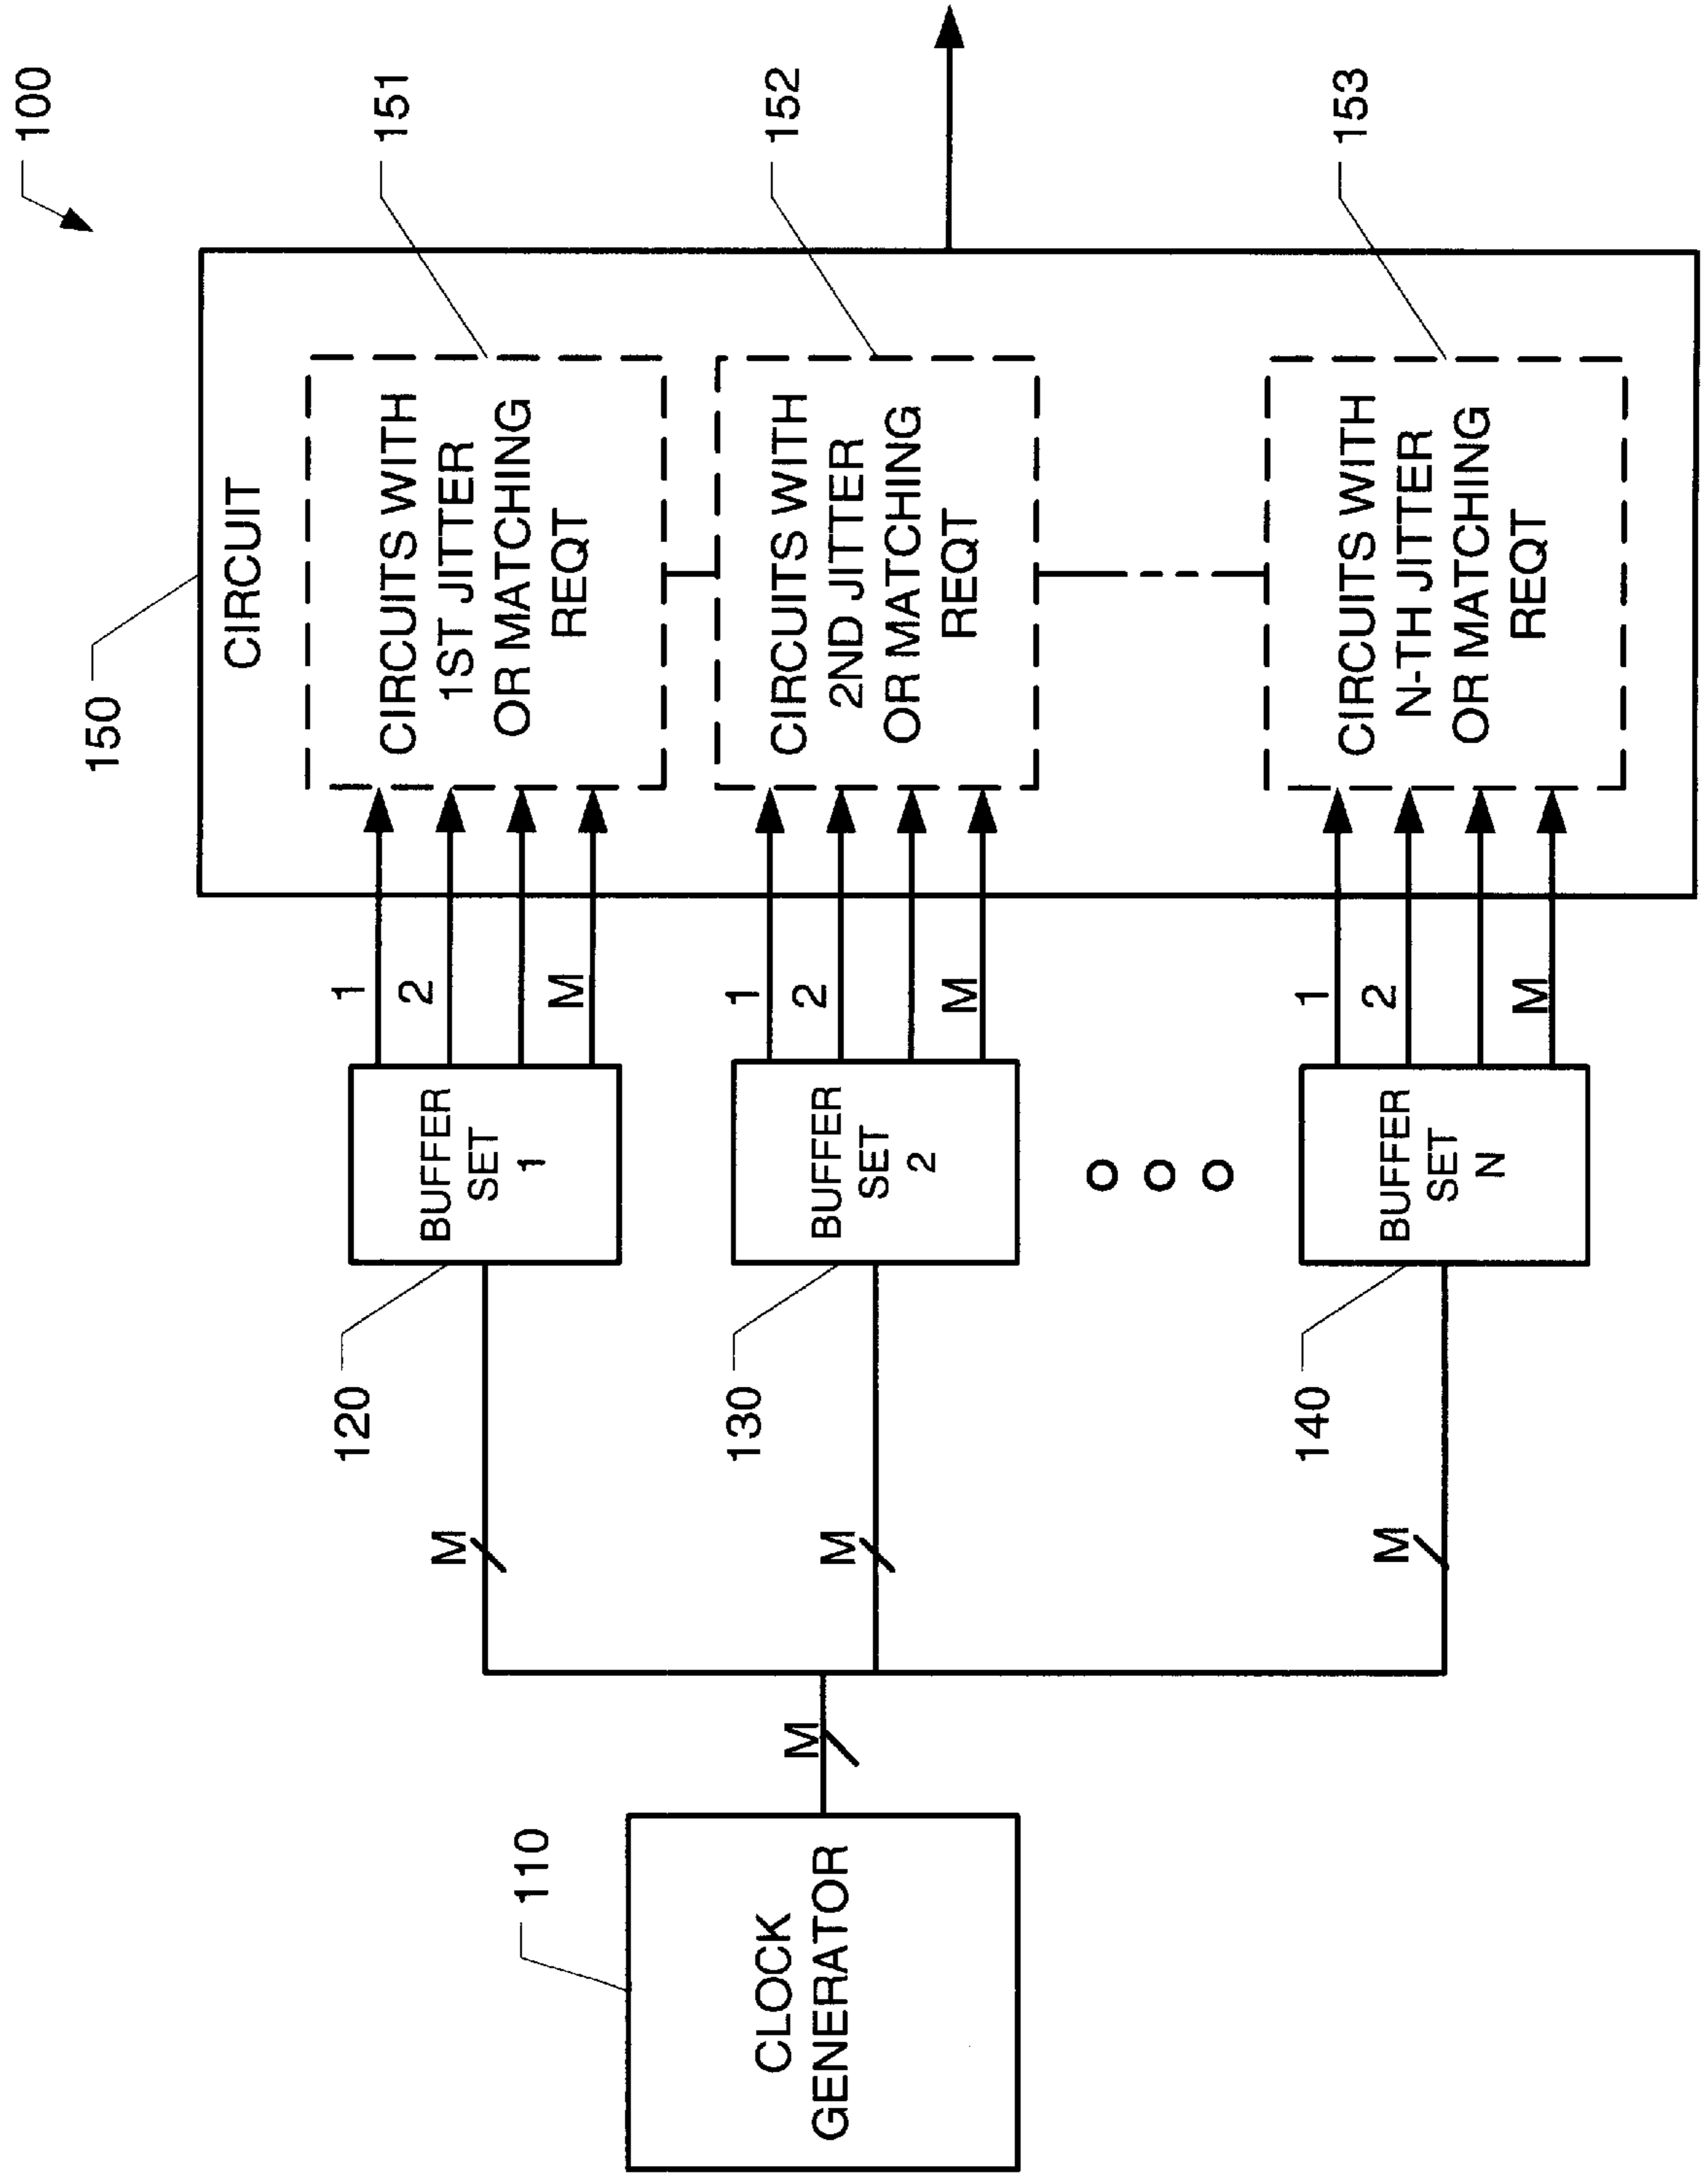 100
150
CIRCUIT
151
CIRCUITS WITH
1ST JITTER
OR MATCHING
REQT
152
CIRCUITS WITH
2ND JITTER
OR MATCHING
REQT
153
CIRCUITS WITH
N-TH JITTER
OR MATCHING
REQT
1
2
M
1
2
M
1
2
M
120
BUFFER
SET
1
130
BUFFER
SET
2
140
BUFFER
SET
N
M
M
M
M
110
CLOCK
GENERATOR